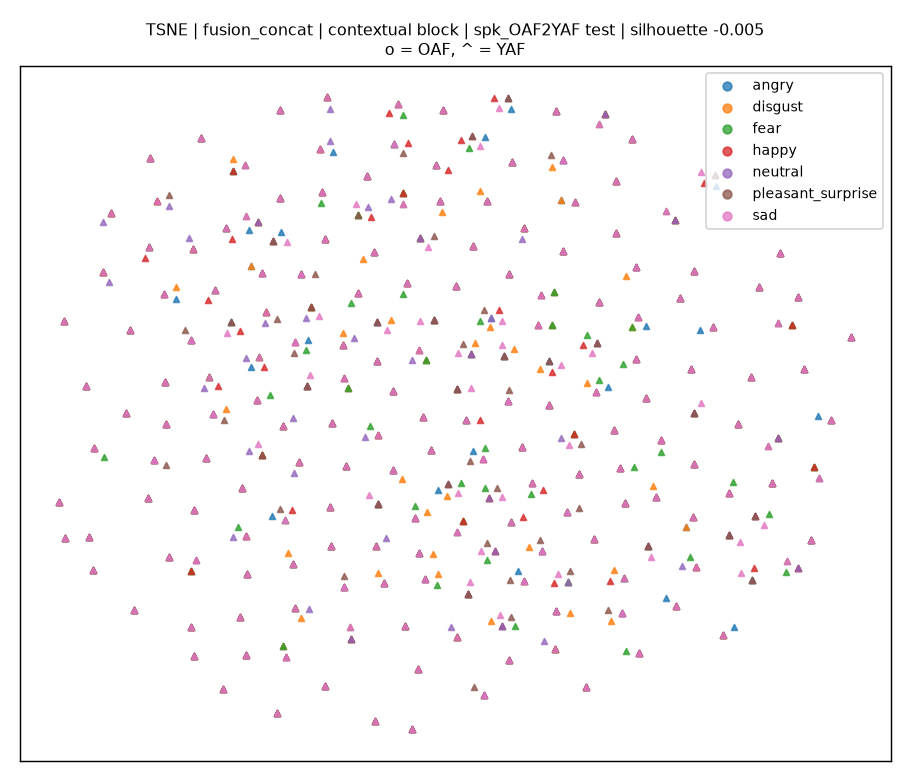 TSNE | fusion_concat | contextual block | spk_OAF2YAF test | silhouette -0.005
o = OAF, ^ = YAF
angry
disgust
fear
happy
neutral
pleasant_surprise
sad